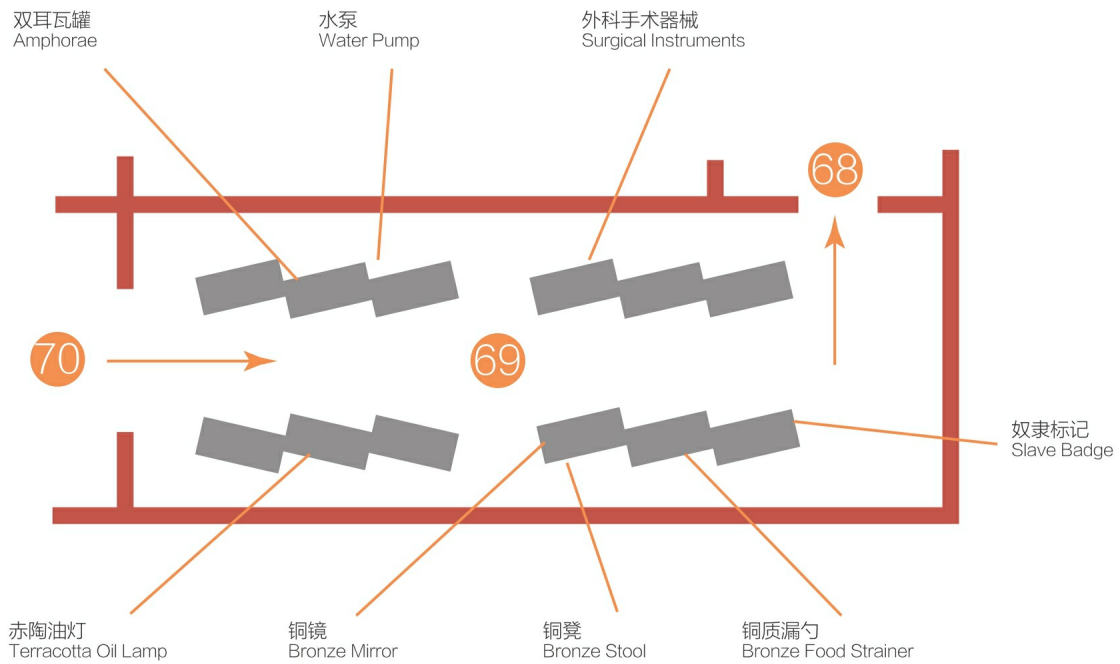 双耳瓦罐
Amphorae
水泵
Water Pump
外科手术器械
Surgical Instruments
68
70
69
奴隶标记
Slave Badge
赤陶油灯
Terracotta Oil Lamp
铜镜
Bronze Mirror
铜凳
Bronze Stool
铜质漏勺
Bronze Food Strainer